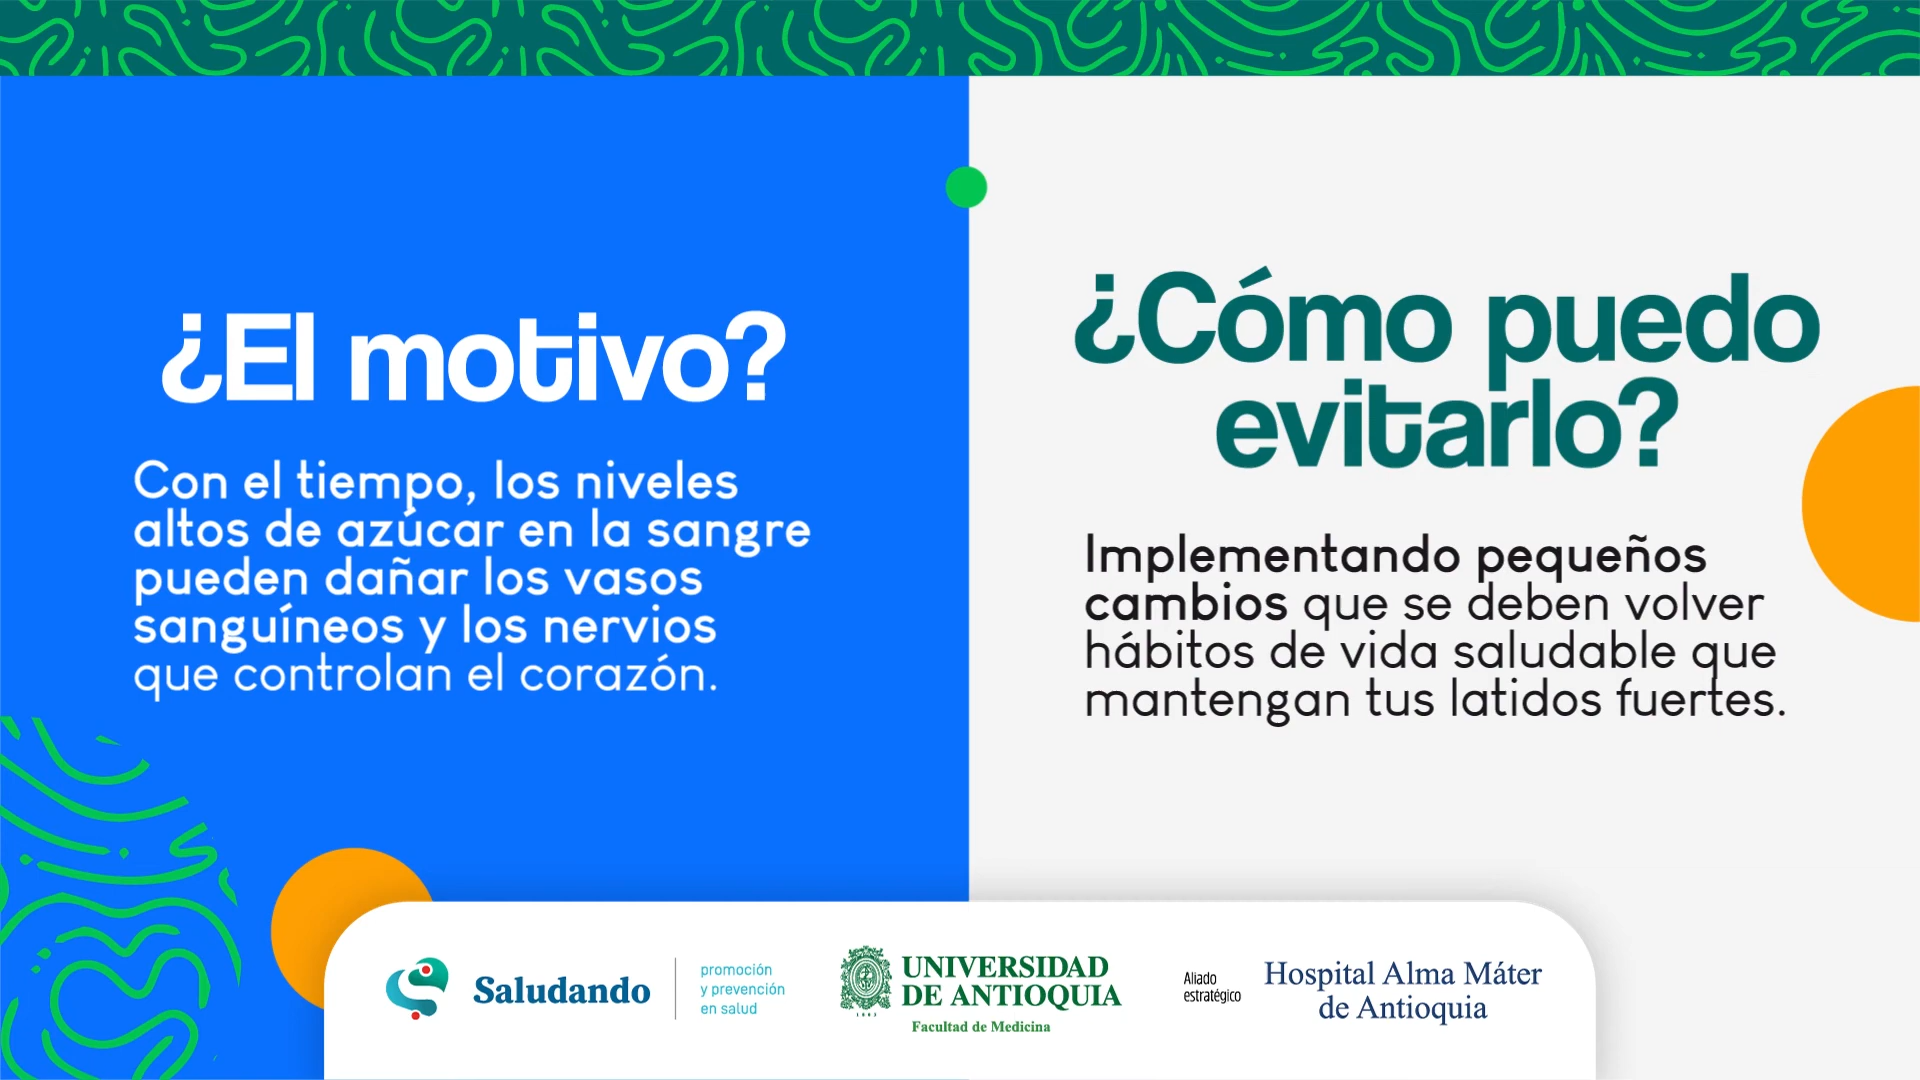 ¿El motivo?
Con el tiempo, los niveles
altos de azúcar en la sangre
pueden dañar los vasos
sanguíneos y los nervios
que controlan el corazón.
¿Cómo puedo
evitarlo?
Implementando pequeños
cambios que se deben volver
hábitos de vida saludable que
mantengan tus latidos fuertes.
Saludando
promoción
y prevención
en salud
UNIVERSIDAD
DE ANTIOQUIA
1803
Facultad de Medicina
Aliado
estratégico
Hospital Alma Máter
de Antioquia